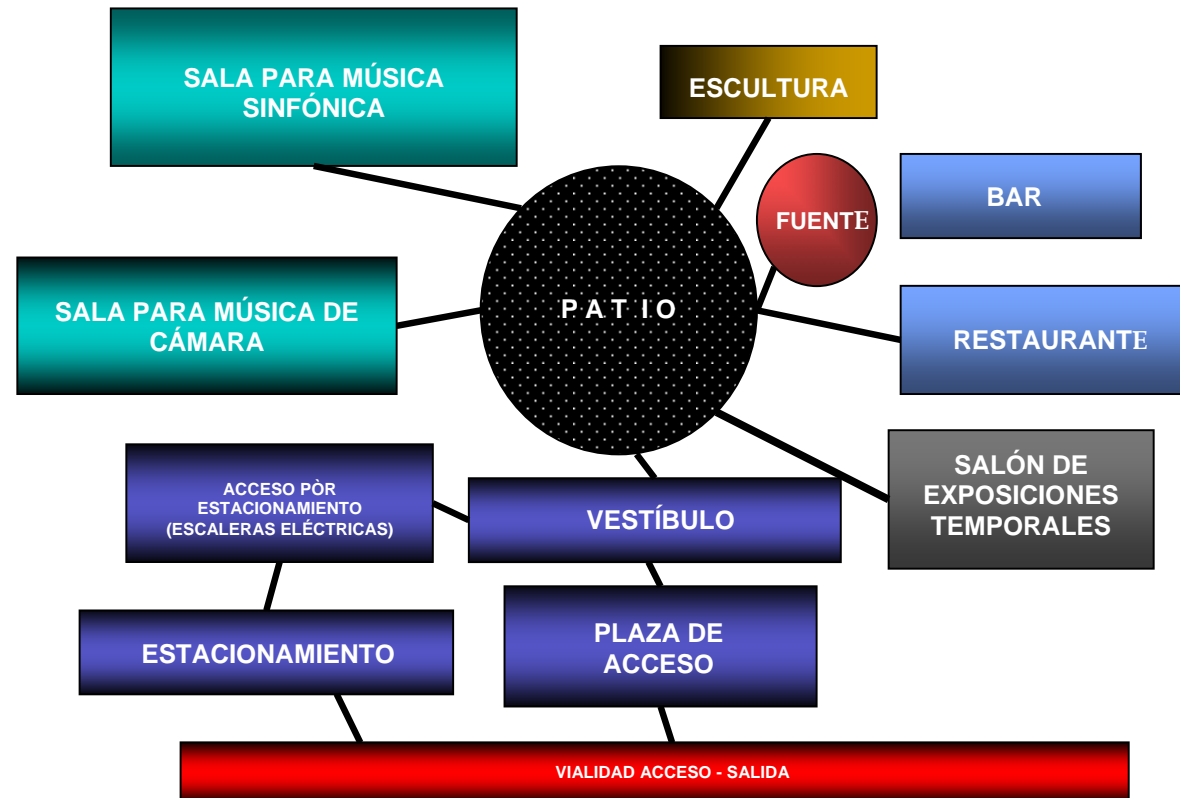 SALA PARA MÚSICA
SINFÓNICA
ESCULTURA
FUENTE
BAR
SALA PARA MÚSICA DE
CÁMARA
P A T I O
RESTAURANTE
SALÓN DE
EXPOSICIONES
TEMPORALES
ACCESO PÒR
ESTACIONAMIENTO
(ESCALERAS ELÉCTRICAS)
VESTÍBULO
ESTACIONAMIENTO
PLAZA DE
ACCESO
VIALIDAD ACCESO - SALIDA